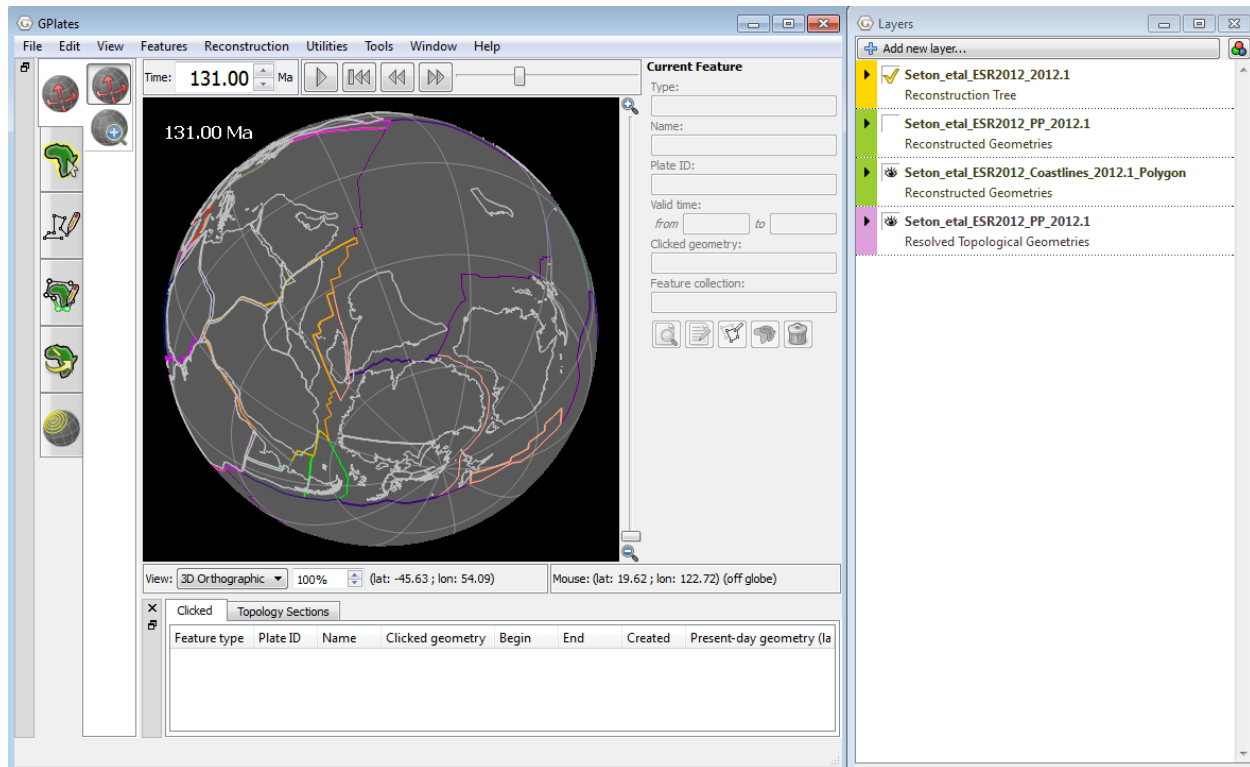 GPlates
File Edit View Features Reconstruction Utilities Tools Window Help
Time: 131.00 Ma
131.00 Ma
Current Feature
Type:
Name:
Plate ID:
Valid time:
from to
Clicked geometry:
Feature collection:
View: 3D Orthographic 100% (lat: -45.63 ; lon: 54.09) Mouse: (lat: 19.62 ; lon: 122.72) (off globe)
Clicked Topology Sections
Feature type Plate ID Name Clicked geometry Begin End Created Present-day geometry (la
Layers
Add new layer...
Seton_etal_ESR2012_2012.1
Reconstruction Tree
Seton_etal_ESR2012_PP_2012.1
Reconstructed Geometries
Seton_etal_ESR2012_Coastlines_2012.1_Polygon
Reconstructed Geometries
Seton_etal_ESR2012_PP_2012.1
Resolved Topological Geometries